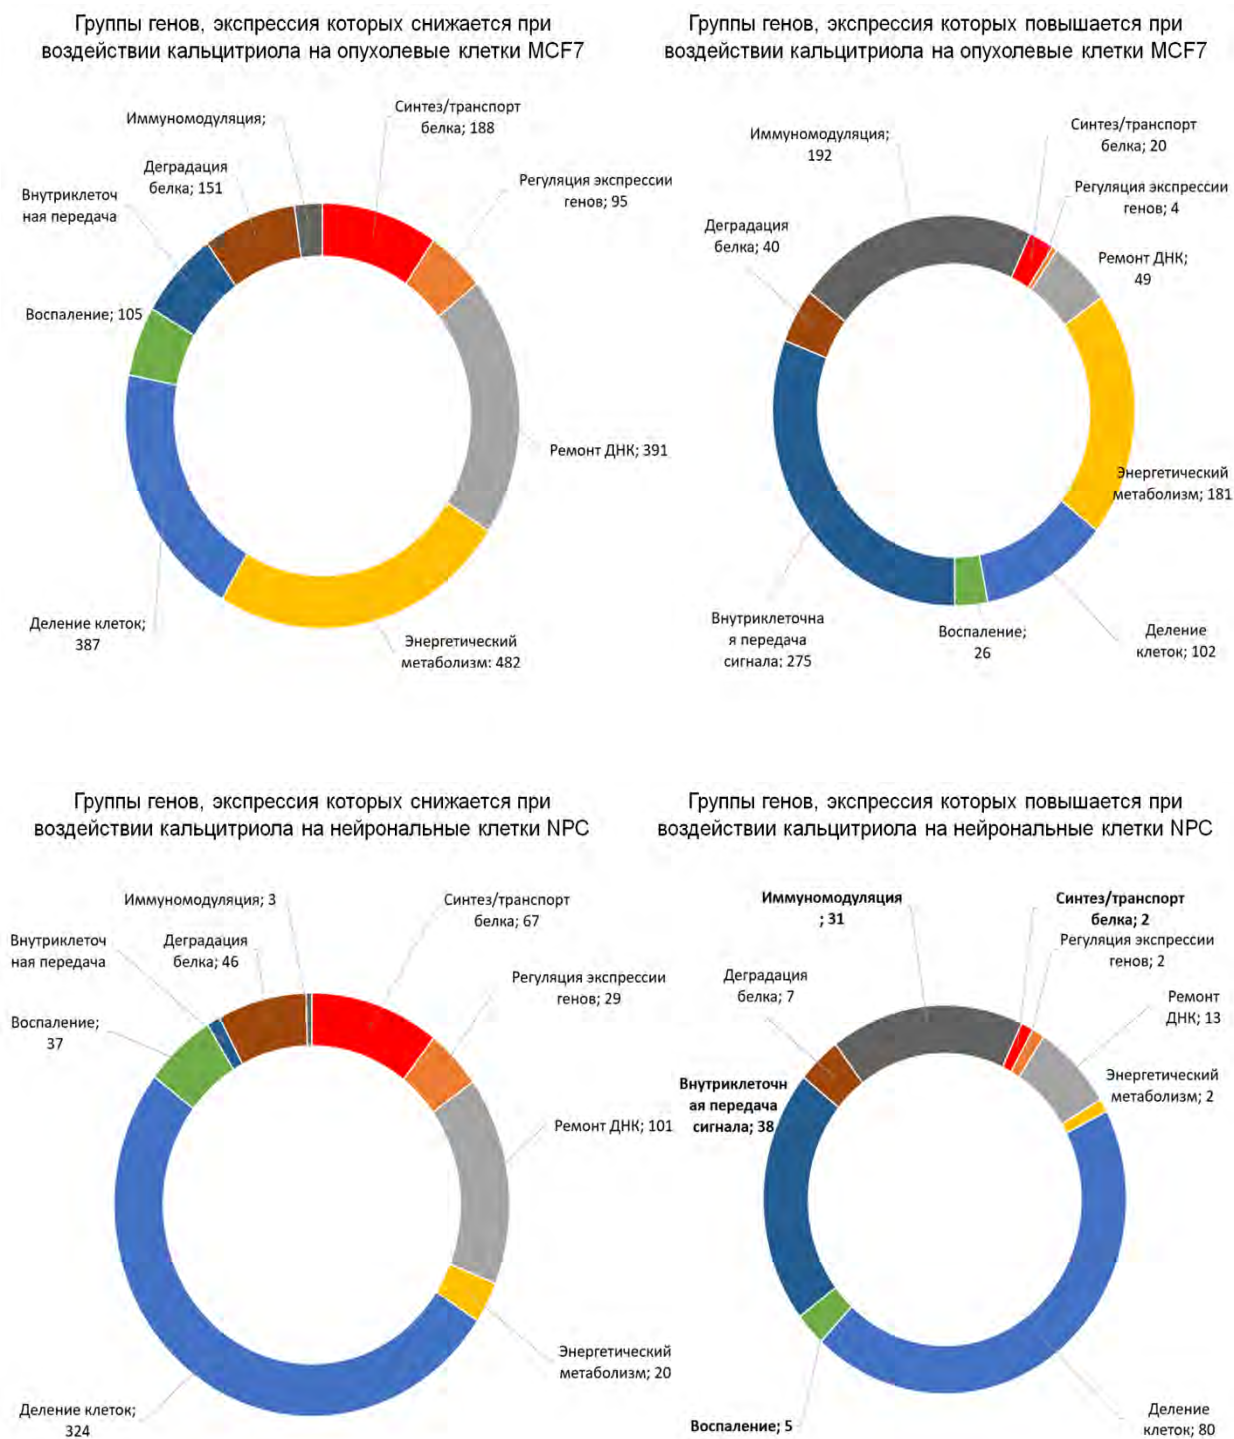 Группы генов, экспрессия которых снижается при
воздействии кальцитриола на опухолевые клетки MCF7
Иммуномодуляция;
Синтез/транспорт
белка; 188
Деградация
белка; 151
Регуляция экспрессии
генов; 95
Внутриклеточ
ная передача
Воспаление; 105
Ремонт ДНК; 391
Деление клеток;
387
Энергетический
метаболизм: 482
Группы генов, экспрессия которых повышается при
воздействии кальцитриола на опухолевые клетки MCF7
Иммуномодуляция;
192
Синтез/транспорт
белка; 20
Регуляция экспрессии
генов; 4
Деградация
белка; 40
Ремонт ДНК;
49
Энергетический
метаболизм; 181
Внутриклеточна
я передача
сигнала; 275
Воспаление;
26
Деление
клеток; 102
Группы генов, экспрессия которых снижается при
воздействии кальцитриола на нейрональные клетки NPC
Иммуномодуляция; 3
Синтез/транспорт
белка; 67
Внутриклеточ
ная передача
Деградация
белка; 46
Регуляция экспрессии
генов; 29
Воспаление;
37
Ремонт ДНК; 101
Энергетический
метаболизм; 20
Деление клеток;
324
Группы генов, экспрессия которых повышается при
воздействии кальцитриола на нейрональные клетки NPC
Иммуномодуляция
; 31
Синтез/транспорт
белка; 2
Регуляция экспрессии
генов; 2
Деградация
белка; 7
Ремонт
ДНК; 13
Энергетический
метаболизм; 2
Внутриклеточн
ая передача
сигнала; 38
Воспаление; 5
Деление
клеток; 80